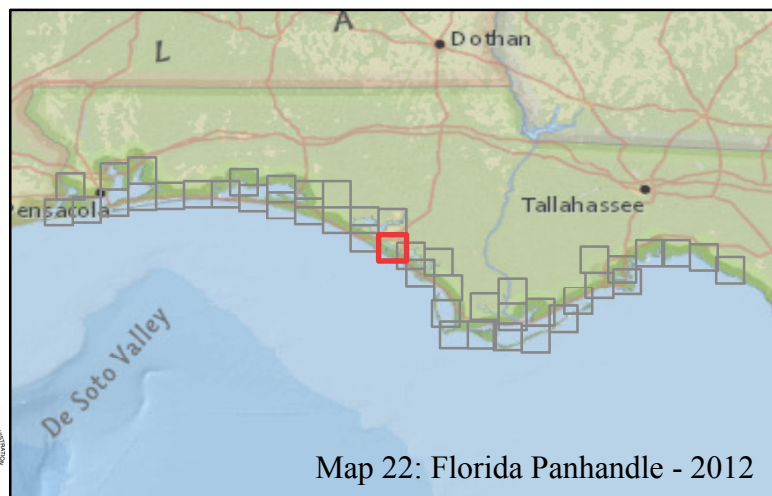 L A
Dothan
Pensacola
Tallahassee
De Soto Valley
Map 22: Florida Panhandle - 2012